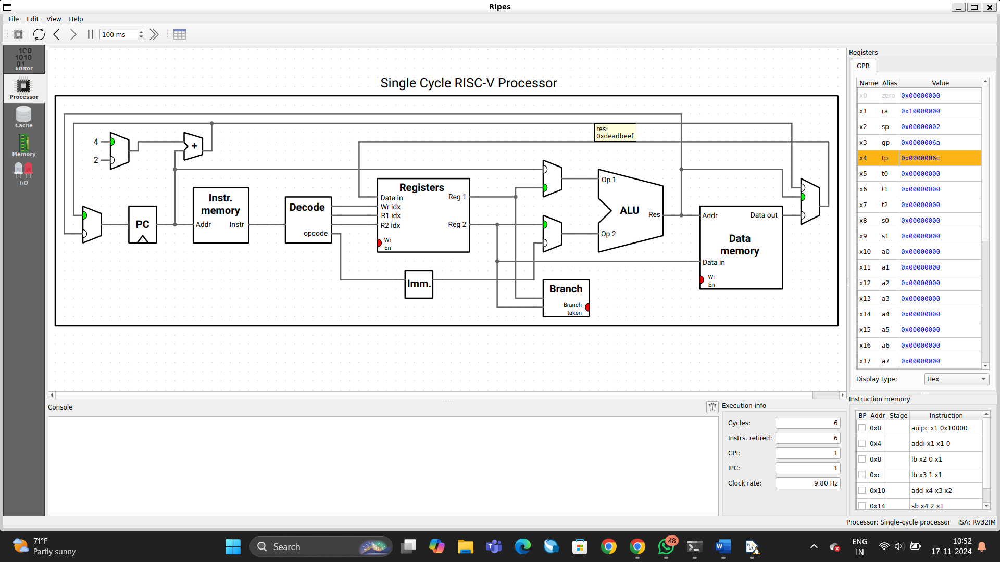 Ripes
File Edit View Help
100 ms
Editor
Processor
Cache
Memory
I/O
Single Cycle RISC-V Processor
4
2
+
res:
0xdeadbeef
PC
Instr.
memory
Addr Instr
Decode
opcode
Registers
Data in Reg 1
Wr idx
R1 idx
R2 idx Reg 2
Wr
En
Imm.
Op 1
ALU
Res
Op 2
Branch
Branch
taken
Addr Data out
Data
memory
Data in
Wr
En
Registers
GPR
Name Alias Value
x0 zero 0x00000000
x1 ra 0x10000000
x2 sp 0x00000002
x3 gp 0x0000006a
x4 tp 0x0000006c
x5 t0 0x00000000
x6 t1 0x00000000
x7 t2 0x00000000
x8 s0 0x00000000
x9 s1 0x00000000
x10 a0 0x00000000
x11 a1 0x00000000
x12 a2 0x00000000
x13 a3 0x00000000
x14 a4 0x00000000
x15 a5 0x00000000
x16 a6 0x00000000
x17 a7 0x00000000
Display type: Hex
Console
Execution info
Cycles: 6
Instrs. retired: 6
CPI: 1
IPC: 1
Clock rate: 9.80 Hz
Instruction memory
BP Addr Stage Instruction
0x0 auipc x1 0x10000
0x4 addi x1 x1 0
0x8 lb x2 0 x1
0xc lb x3 1 x1
0x10 add x4 x3 x2
0x14 sb x4 2 x1
Processor: Single-cycle processor ISA: RV32IM
71°F
Partly sunny
Search
48
ENG
IN
10:52
17-11-2024